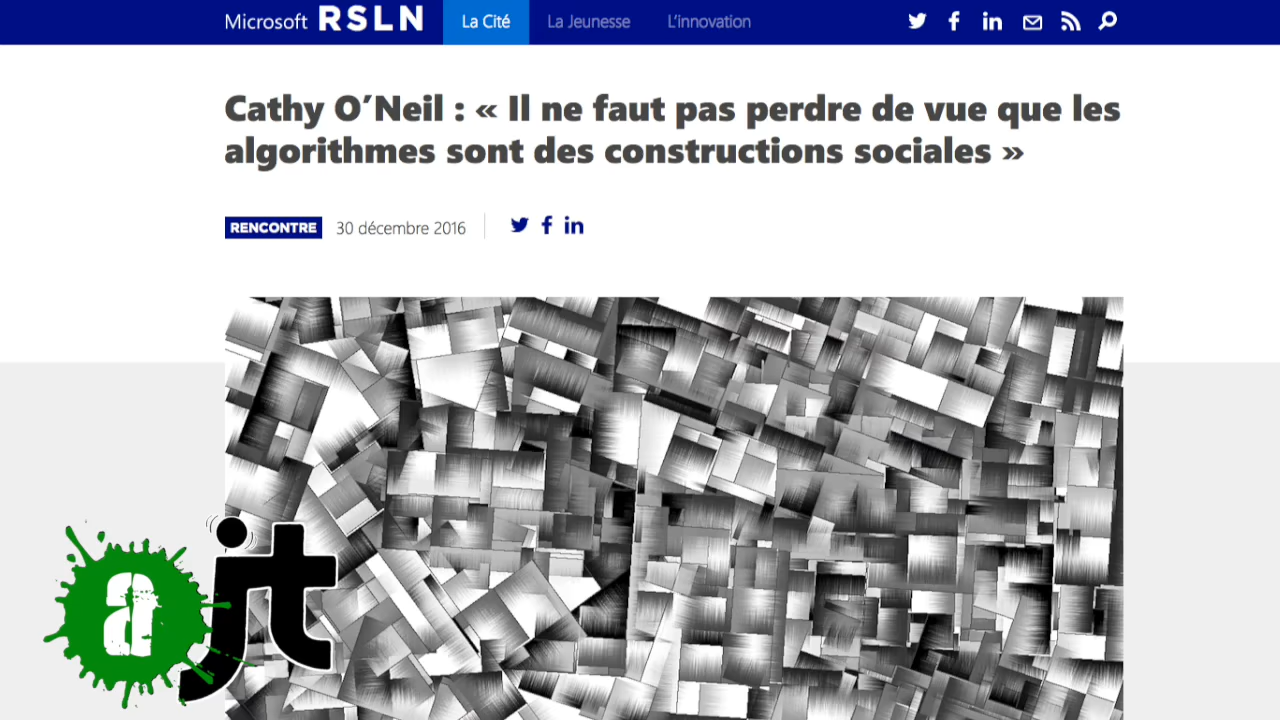 Microsoft RSLN La Cité La Jeunesse L'innovation
Cathy O'Neil : « Il ne faut pas perdre de vue que les
algorithmes sont des constructions sociales »
RENCONTRE 30 décembre 2016
a jt